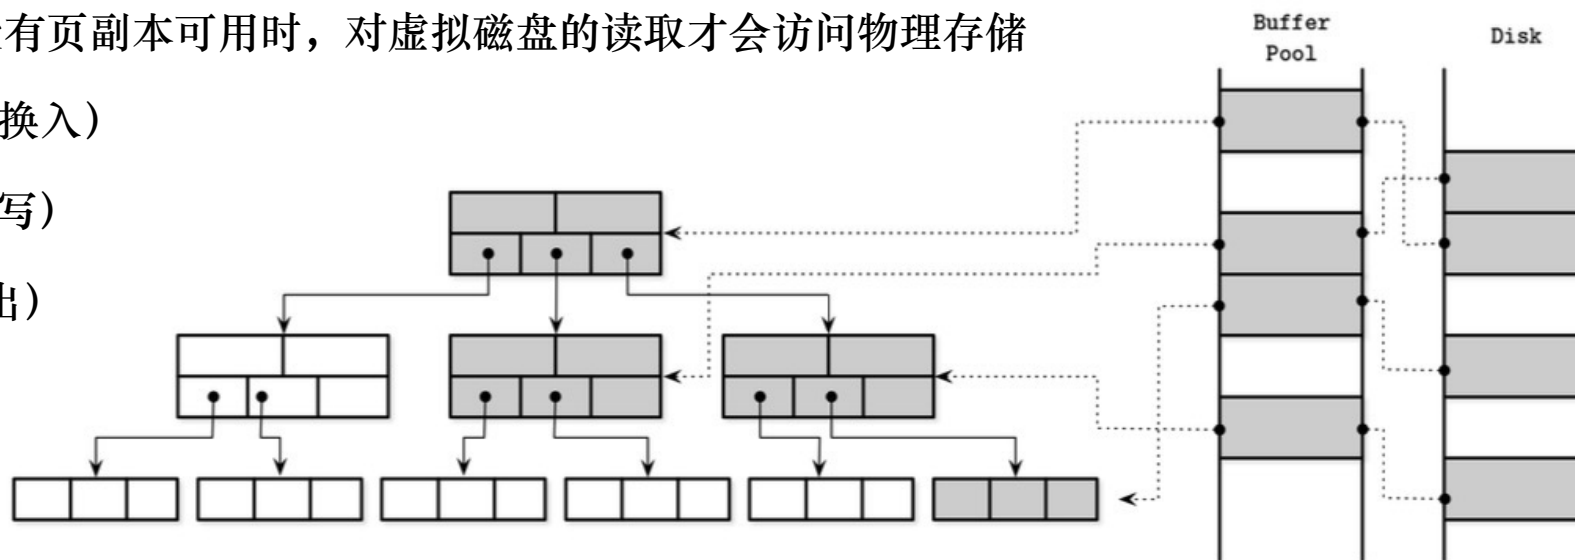 有页副本可用时，对虚拟磁盘的读取才会访问物理存储
换入）
写）
出）
Buffer
Pool
Disk